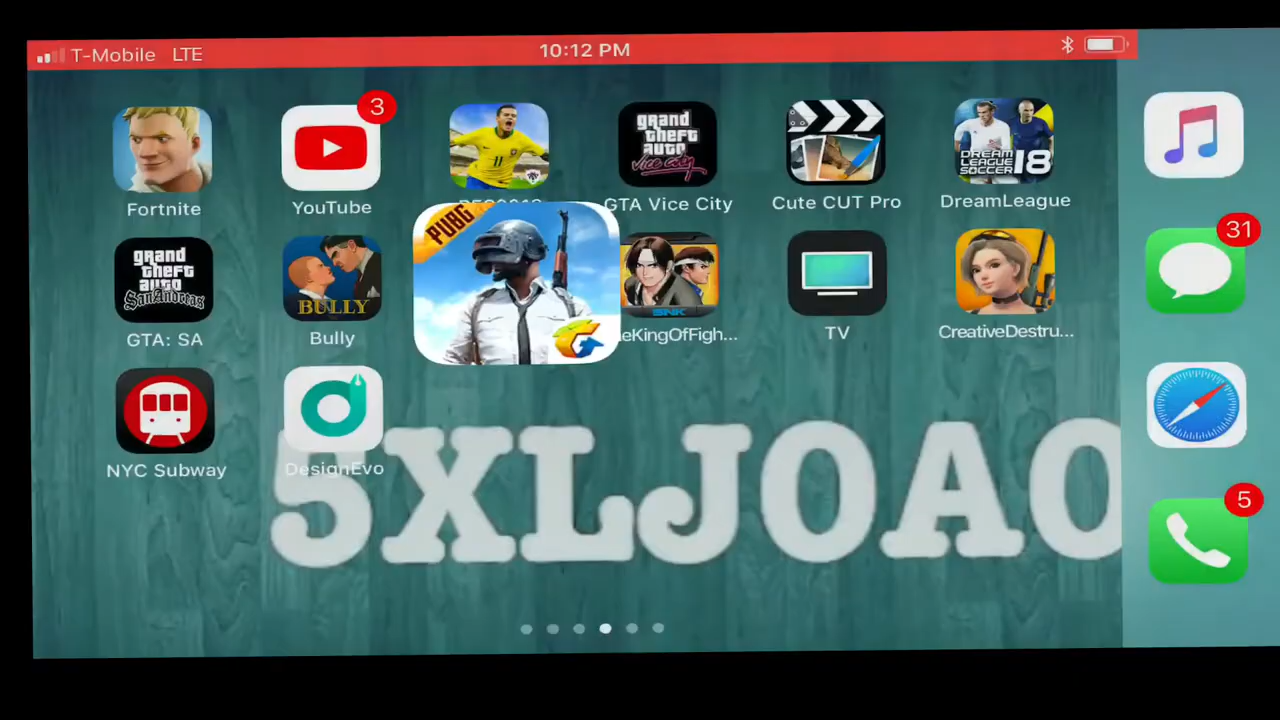 T-Mobile LTE
10:12 PM
3
grand
theft
auto
Vice City
11
DREAM
LEAGUE
SOCCER 18
Fortnite
YouTube
GTA Vice City
Cute CUT Pro
DreamLeague
31
PUBG
grand
theft
auto
San Andreas
BULLY
SNK
GTA: SA
Bully
eKingOfFigh...
TV
CreativeDestru...
5XLJOAO
NYC Subway
DesignEvo
5